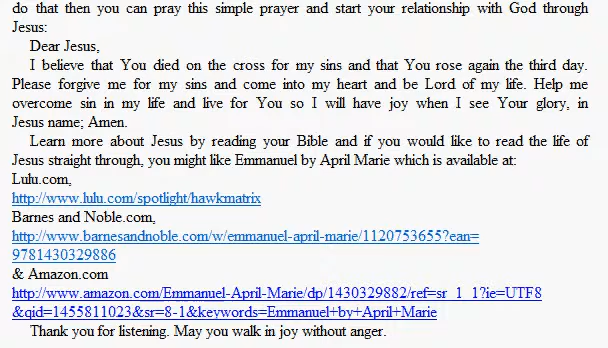 do that then you can pray this simple prayer and start your relationship with God through
Jesus:
Dear Jesus,
I believe that You died on the cross for my sins and that You rose again the third day.
Please forgive me for my sins and come into my heart and be Lord of my life. Help me
overcome sin in my life and live for You so I will have joy when I see Your glory, in
Jesus name; Amen.
Learn more about Jesus by reading your Bible and if you would like to read the life of
Jesus straight through, you might like Emmanuel by April Marie which is available at:
Lulu.com,
http://www.lulu.com/spotlight/hawkmatrix
Barnes and Noble.com,
http://www.barnesandnoble.com/w/emmanuel-april-marie/1120753655?ean=
9781430329886
& Amazon.com
http://www.amazon.com/Emmanuel-April-Marie/dp/1430329882/ref=sr_1_1?ie=UTF8
&qid=1455811023&sr=8-1&keywords=Emmanuel+by+April+Marie
Thank you for listening. May you walk in joy without anger.